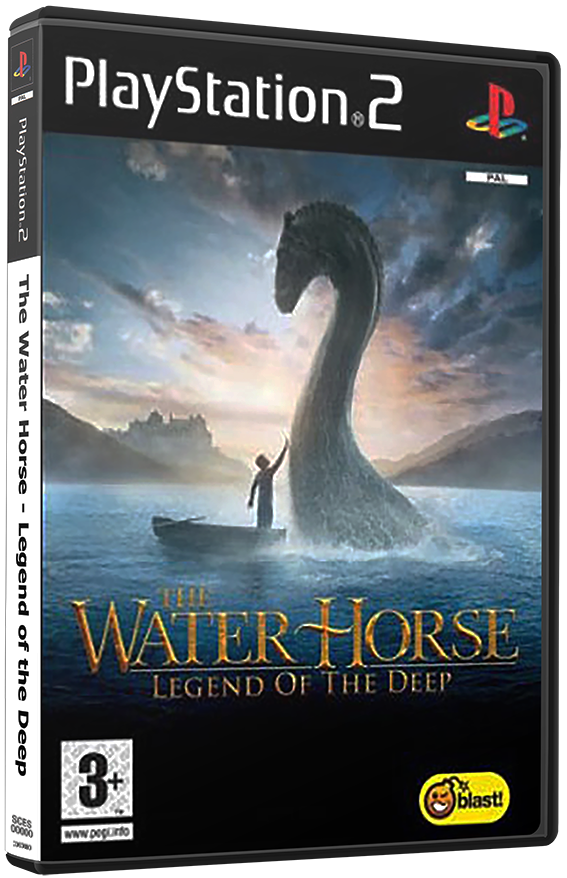 PlayStation®2
PAL
THE
WATER HORSE
LEGEND OF THE DEEP
3+
www.pegi.info
blast!
PAL
PlayStation®2
The Water Horse - Legend of the Deep
SCES
00000